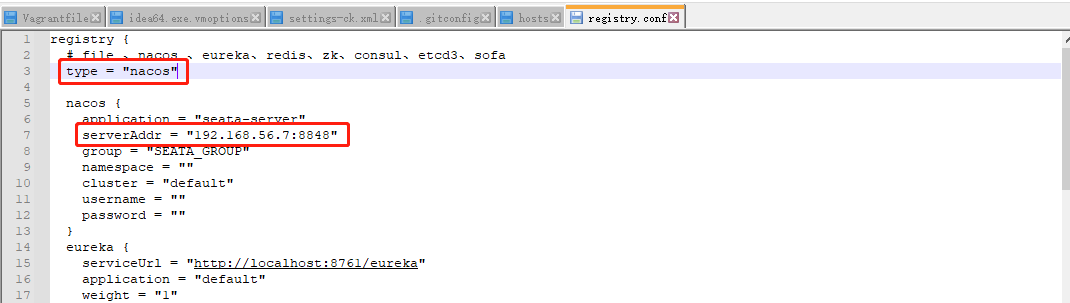 Vagrantfile idea64.exe.vmoptions settings-ck.xml .gitconfig hosts registry.conf
1 registry {
2 # file 、nacos 、eureka、redis、zk、consul、etcd3、sofa
3 type = "nacos"
4
5 nacos {
6 application = "seata-server"
7 serverAddr = "192.168.56.7:8848"
8 group = "SEATA_GROUP"
9 namespace = ""
10 cluster = "default"
11 username = ""
12 password = ""
13 }
14 eureka {
15 serviceUrl = "http://localhost:8761/eureka"
16 application = "default"
17 weight = "1"